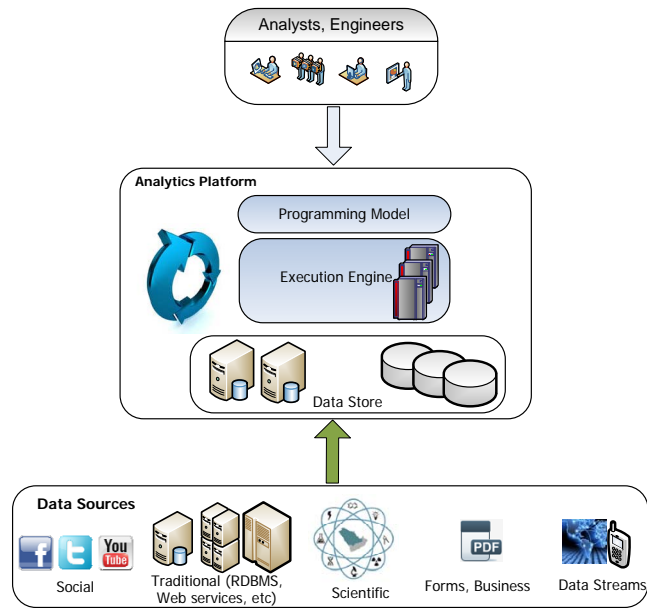 Analysts, Engineers
Analytics Platform
Programming Model
Execution Engine
Data Store
Data Sources
f
t
You
Tube
PDF
Social
Traditional (RDBMS,
Web services, etc)
Scientific
Forms, Business
Data Streams